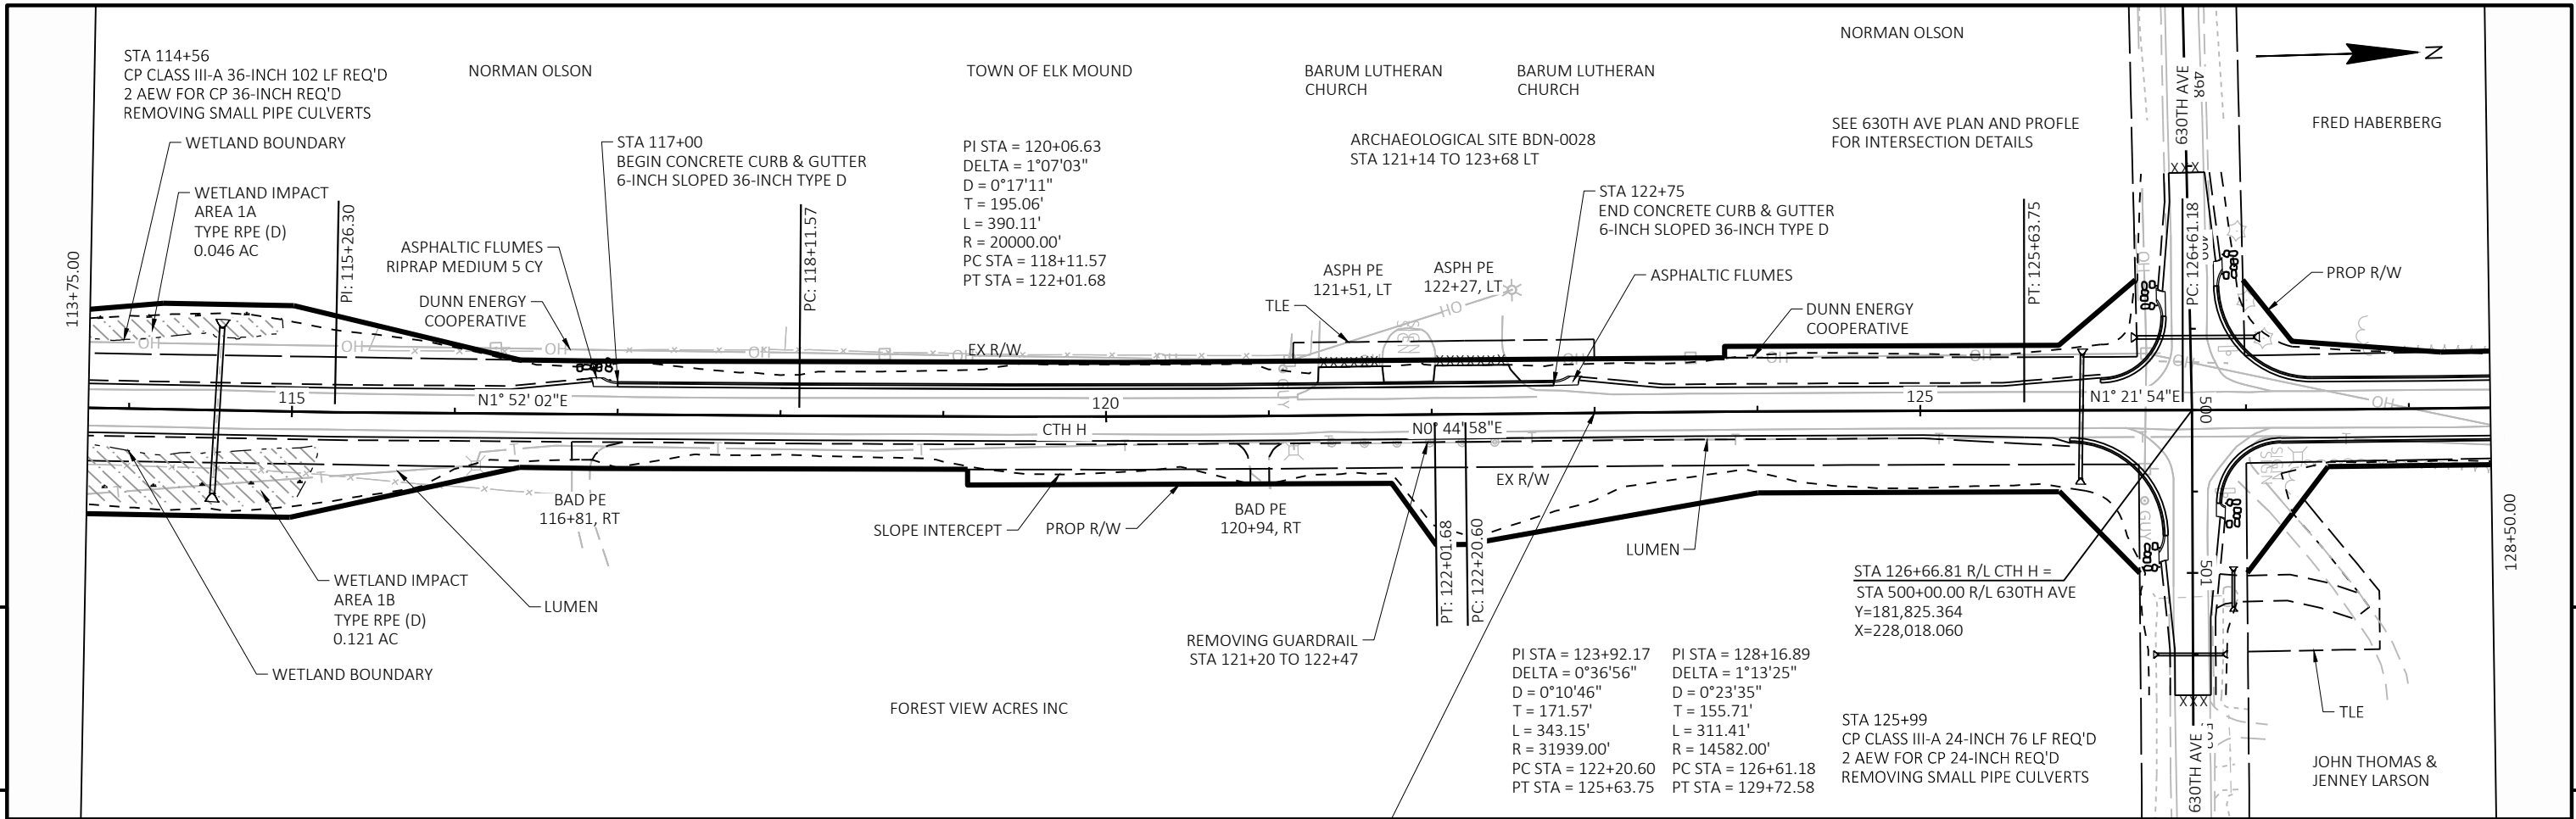 STA 114+56
CP CLASS III-A 36-INCH 102 LF REQ'D
2 AEW FOR CP 36-INCH REQ'D
REMOVING SMALL PIPE CULVERTS
WETLAND BOUNDARY
WETLAND IMPACT
AREA 1A
TYPE RPE (D)
0.046 AC
NORMAN OLSON
STA 117+00
BEGIN CONCRETE CURB & GUTTER
6-INCH SLOPED 36-INCH TYPE D
ASPHALTIC FLUMES
RIPRAP MEDIUM 5 CY
DUNN ENERGY
COOPERATIVE
113+75.00
PI: 115+26.30
PC: 118+11.57
TOWN OF ELK MOUND
PI STA = 120+06.63
DELTA = 1°07'03"
D = 0°17'11"
T = 195.06'
L = 390.11'
R = 20000.00'
PC STA = 118+11.57
PT STA = 122+01.68
BARUM LUTHERAN
CHURCH
BARUM LUTHERAN
CHURCH
ARCHAEOLOGICAL SITE BDN-0028
STA 121+14 TO 123+68 LT
ASPH PE
121+51, LT
ASPH PE
122+27, LT
TLE
STA 122+75
END CONCRETE CURB & GUTTER
6-INCH SLOPED 36-INCH TYPE D
ASPHALTIC FLUMES
DUNN ENERGY
COOPERATIVE
NORMAN OLSON
SEE 630TH AVE PLAN AND PROFLE
FOR INTERSECTION DETAILS
PT: 125+63.75
PC: 126+61.18
630TH AVE
498
N
FRED HABERBERG
PROP R/W
OH
OH
OH
OH
OH
OH
OH
OH
OH
OH
OH
OH
EX R/W
GUY
115
N1° 52' 02"E
120
125
N1° 21' 54"E
500
CTH H
N0° 44' 58"E
EX R/W
BAD PE
116+81, RT
SLOPE INTERCEPT
PROP R/W
BAD PE
120+94, RT
PT: 122+01.68
PC: 122+20.60
LUMEN
GUY
SIGN
501
128+50.00
WETLAND IMPACT
AREA 1B
TYPE RPE (D)
0.121 AC
LUMEN
WETLAND BOUNDARY
REMOVING GUARDRAIL
STA 121+20 TO 122+47
FOREST VIEW ACRES INC
STA 126+66.81 R/L CTH H =
STA 500+00.00 R/L 630TH AVE
Y=181,825.364
X=228,018.060
PI STA = 123+92.17
DELTA = 0°36'56"
D = 0°10'46"
T = 171.57'
L = 343.15'
R = 31939.00'
PC STA = 122+20.60
PT STA = 125+63.75
PI STA = 128+16.89
DELTA = 1°13'25"
D = 0°23'35"
T = 155.71'
L = 311.41'
R = 14582.00'
PC STA = 126+61.18
PT STA = 129+72.58
STA 125+99
CP CLASS III-A 24-INCH 76 LF REQ'D
2 AEW FOR CP 24-INCH REQ'D
REMOVING SMALL PIPE CULVERTS
630TH AVE
TLE
JOHN THOMAS &
JENNEY LARSON